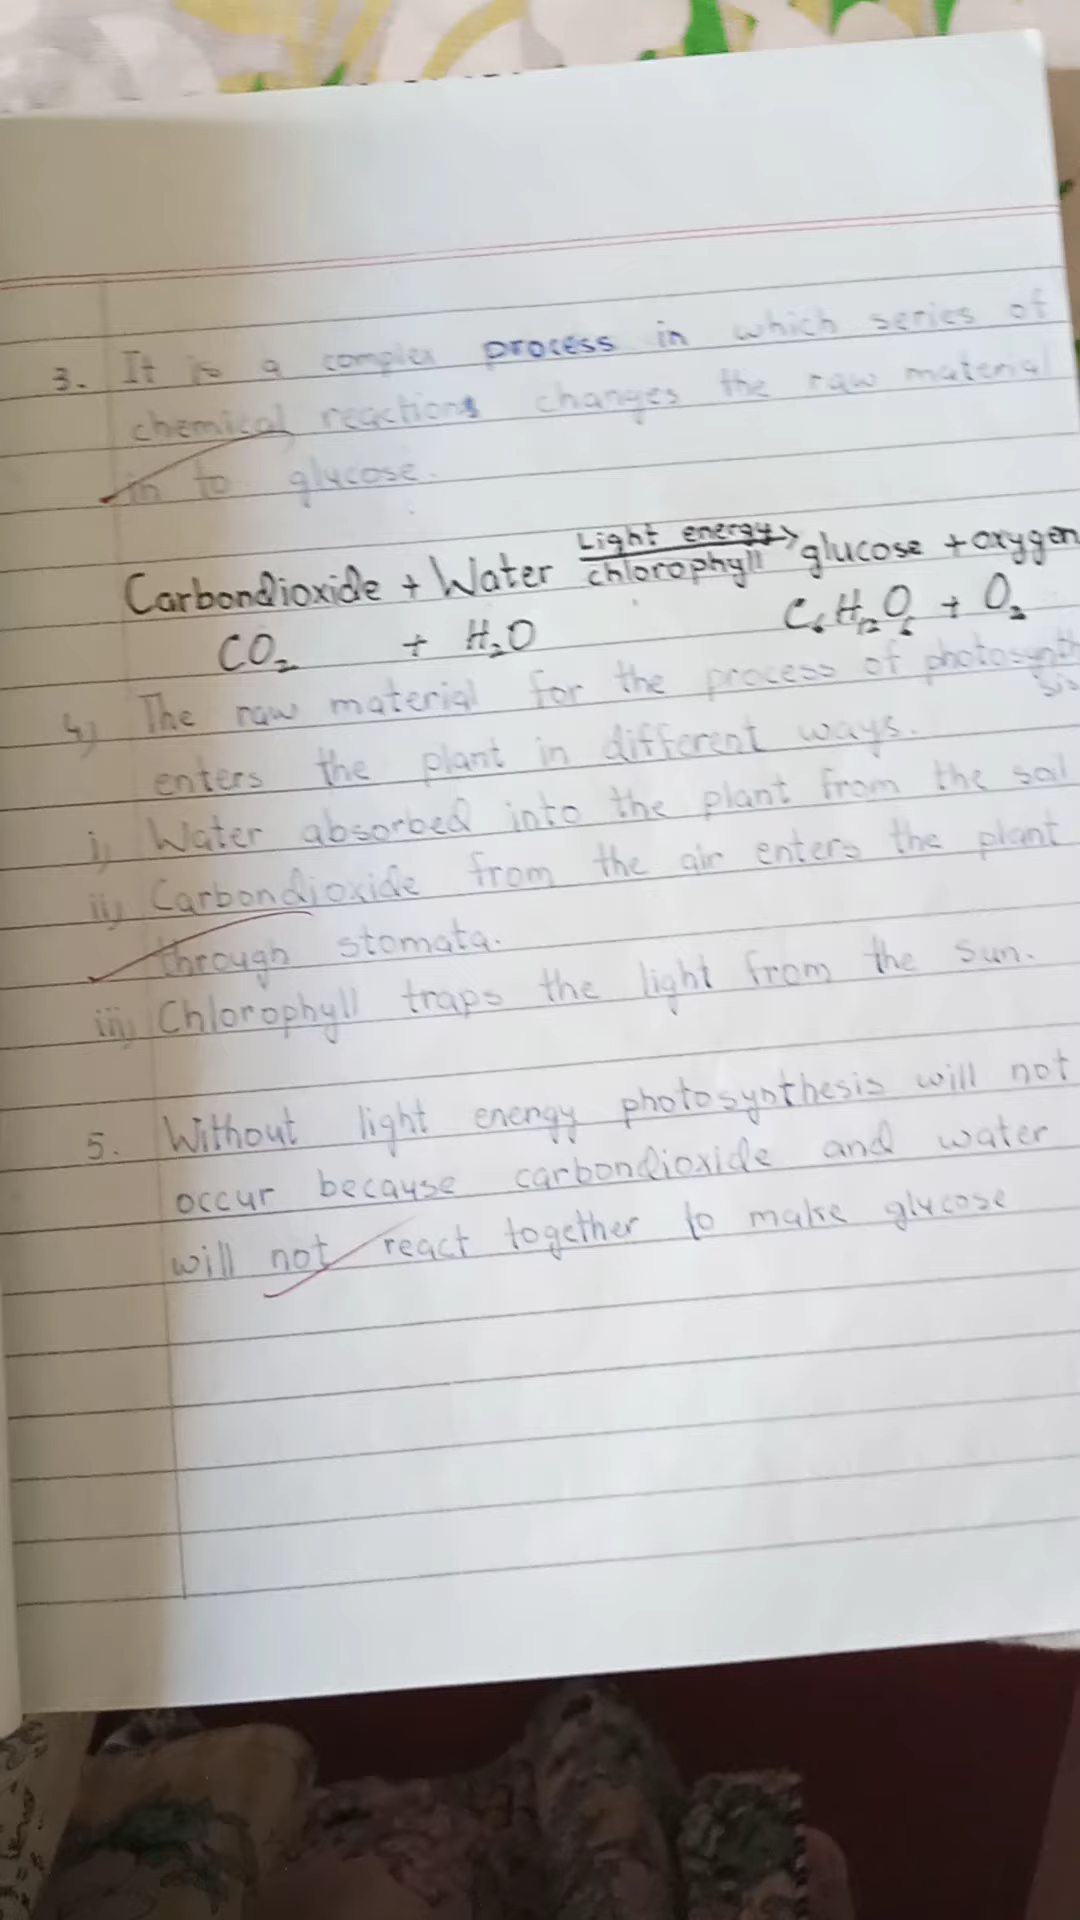 3. It is a complex process in which series of
chemical reactions changes the raw material
in to glucose.
Light energy
Carbondioxide + Water → glucose + oxygen
chlorophyll
CO₂ + H₂O C₆H₁₂O₆ + O₂
4) The raw material for the process of photosynth
sis
enters the plant in different ways.
i) Water absorbed into the plant from the soil
ii) Carbondioxide from the air enters the plant
through stomata.
iii) Chlorophyll traps the light from the sun.
5. Without light energy photosynthesis will not
occur because carbondioxide and water
will not react together to make glucose